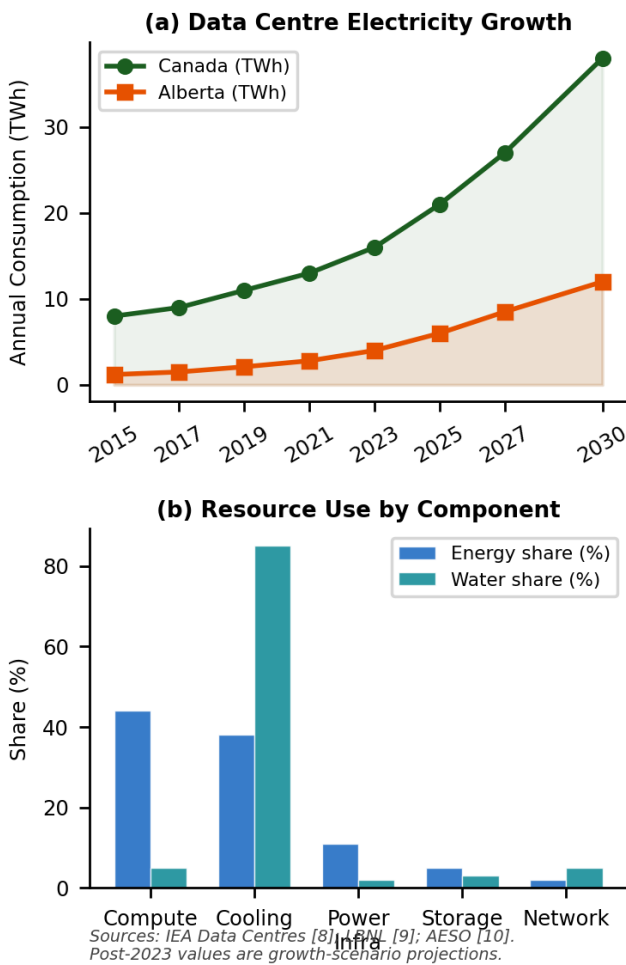 (a) Data Centre Electricity Growth
Canada (TWh)
Alberta (TWh)
Annual Consumption (TWh)
30
20
10
0
2015 2017 2019 2021 2023 2025 2027 2030
(b) Resource Use by Component
Energy share (%)
Water share (%)
Share (%)
80
60
40
20
0
Compute Cooling Power Storage Network
Infra
Sources: IEA Data Centres [8]; LBNL [9]; AESO [10].
Post-2023 values are growth-scenario projections.